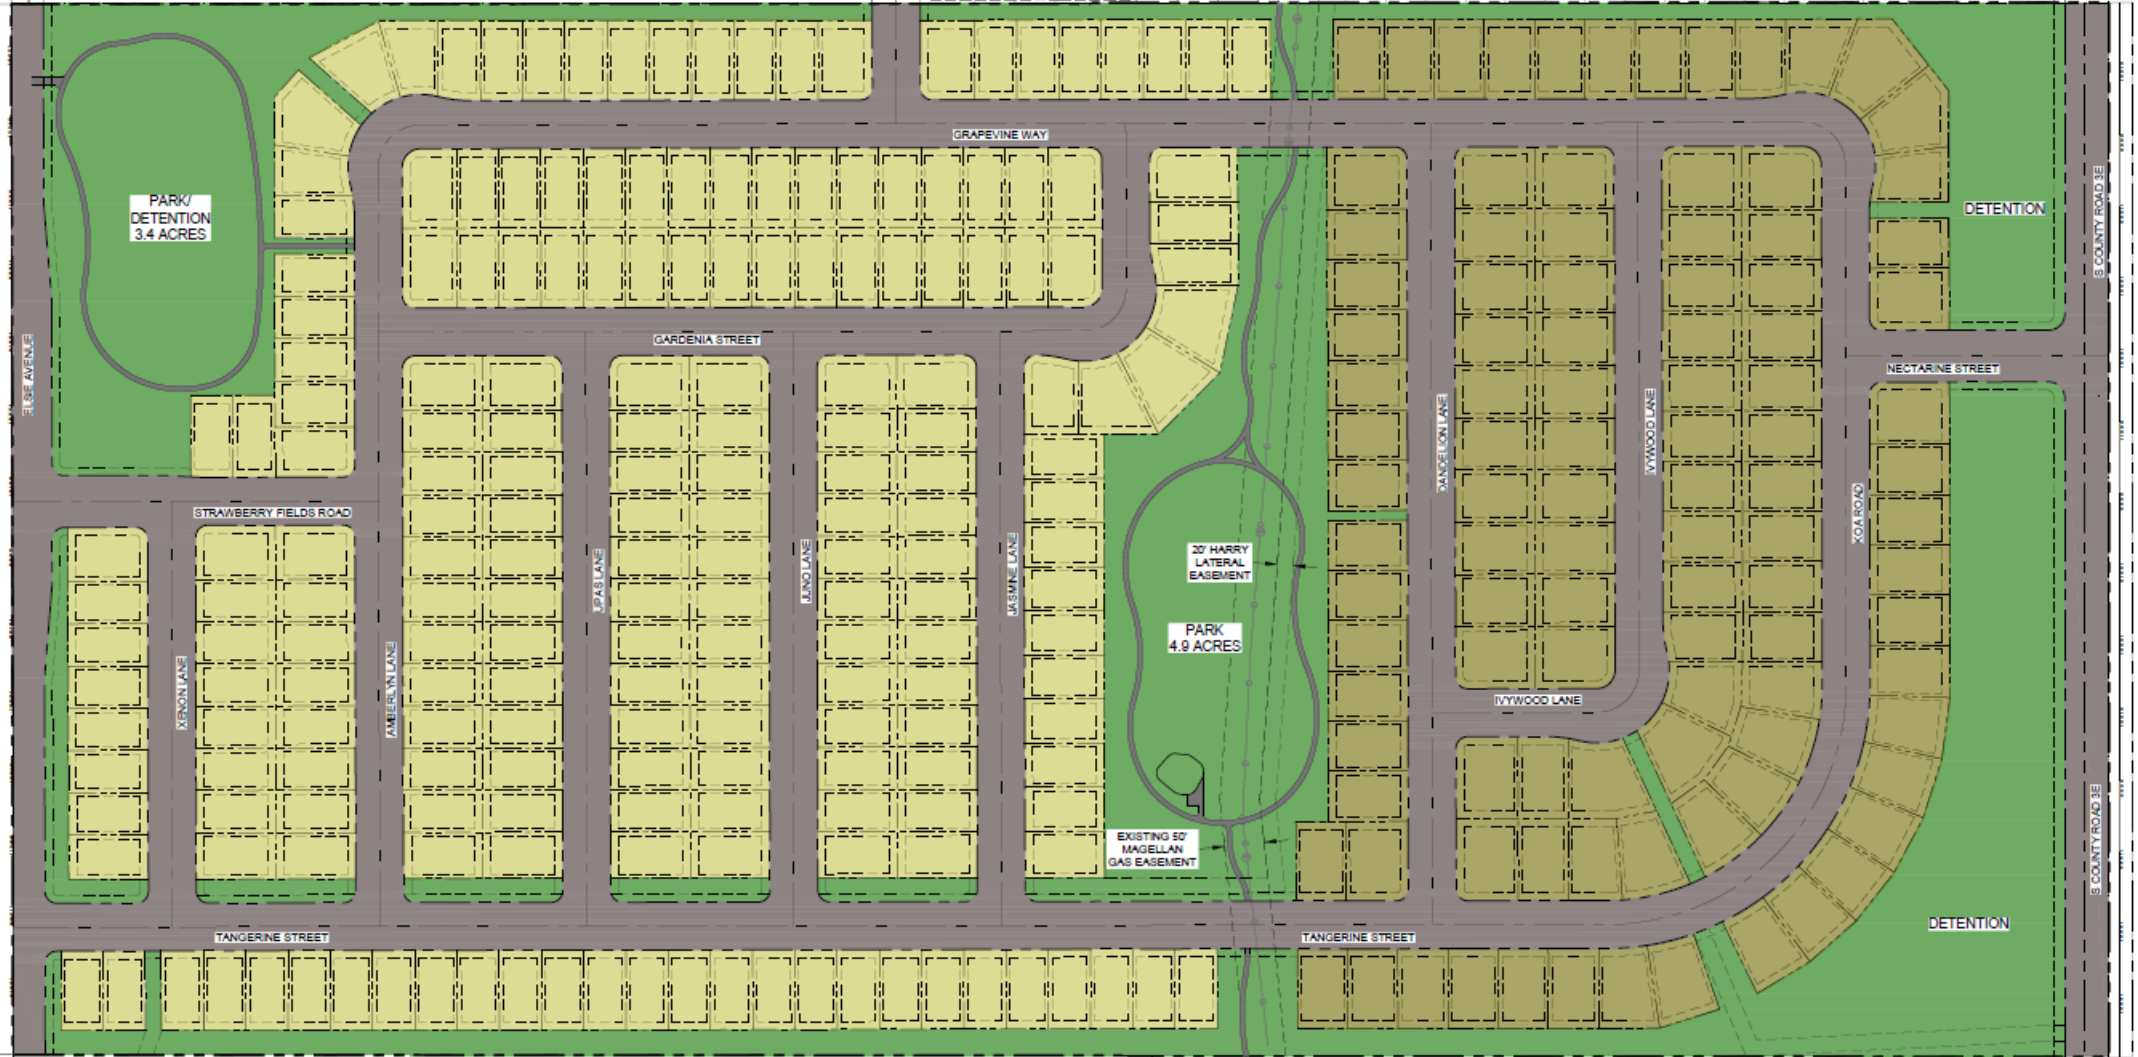 GRAPEVINE WAY
PARK/
DETENTION
3.4 ACRES
DETENTION
S COUNTY ROAD 3E
ELSIE AVENUE
GARDENIA STREET
NECTARINE STREET
DANDELION LANE
IVYWOOD LANE
KOA ROAD
STRAWBERRY FIELDS ROAD
UPAS LANE
JUNO LANE
JASMINE LANE
20' HARRY
LATERAL
EASEMENT
PARK
4.9 ACRES
XENON LANE
AMBERLYN LANE
IVYWOOD LANE
EXISTING 50'
MAGELLAN
GAS EASEMENT
S COUNTY ROAD 3E
DETENTION
TANGERINE STREET
TANGERINE STREET